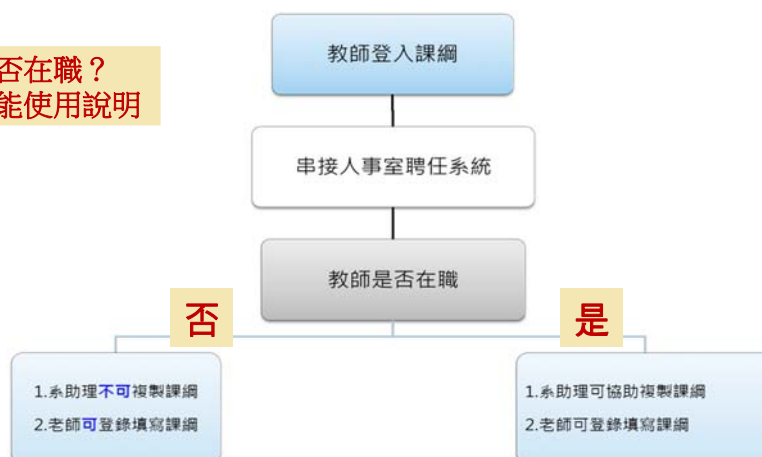 教師登入課綱
否在職？
能使用說明
串接人事室聘任系統
教師是否在職
否
是
1.系助理不可複製課綱
2.老師可登錄填寫課綱
1.系助理可協助複製課綱
2.老師可登錄填寫課綱